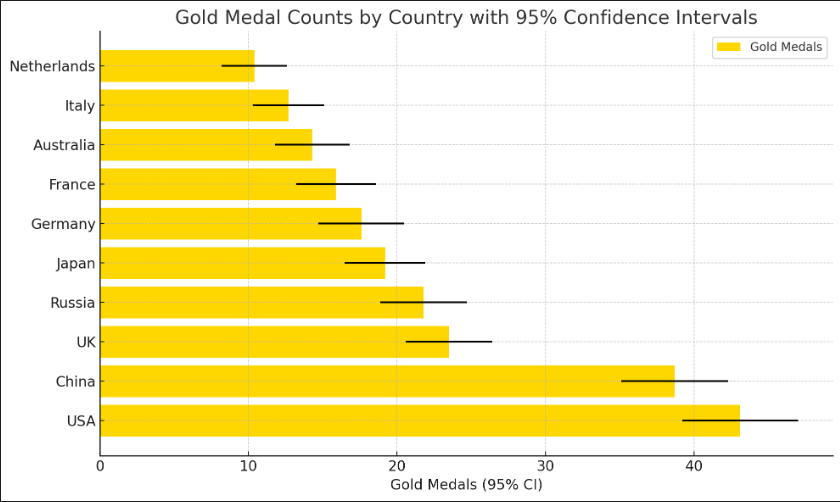 Gold Medal Counts by Country with 95% Confidence Intervals
Gold Medals
Netherlands
Italy
Australia
France
Germany
Japan
Russia
UK
China
USA
0 10 20 30 40
Gold Medals (95% CI)